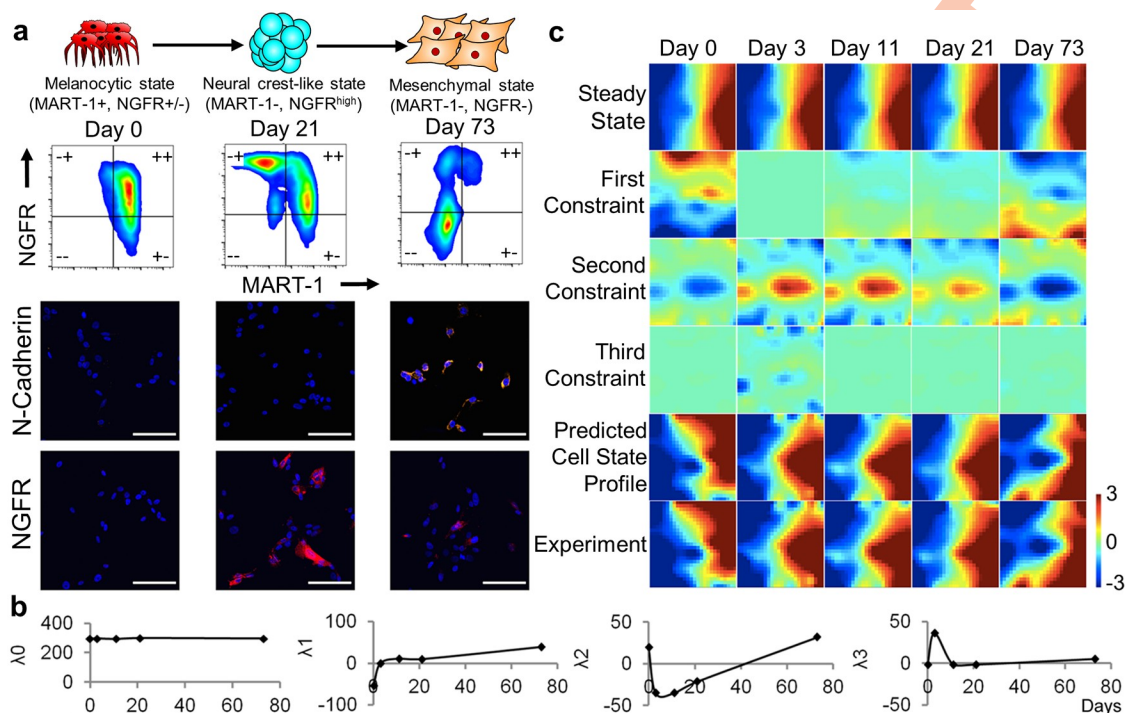 a
Melanocytic state
(MART-1+, NGFR+/-)
Neural crest-like state
(MART-1-, NGFRhigh)
Mesenchymal state
(MART-1-, NGFR-)
Day 0
Day 21
Day 73
-+
++
--
+-
-+
++
--
+-
-+
++
--
+-
NGFR
MART-1
N-Cadherin
NGFR
b
λ0
400
200
0
0
20
40
60
80
λ1
100
0
-100
0
20
40
60
80
λ2
50
0
-50
0
20
40
60
80
λ3
50
0
-50
0
20
40
60
80
Days
c
Day 0
Day 3
Day 11
Day 21
Day 73
Steady
State
First
Constraint
Second
Constraint
Third
Constraint
Predicted
Cell State
Profile
Experiment
3
0
-3